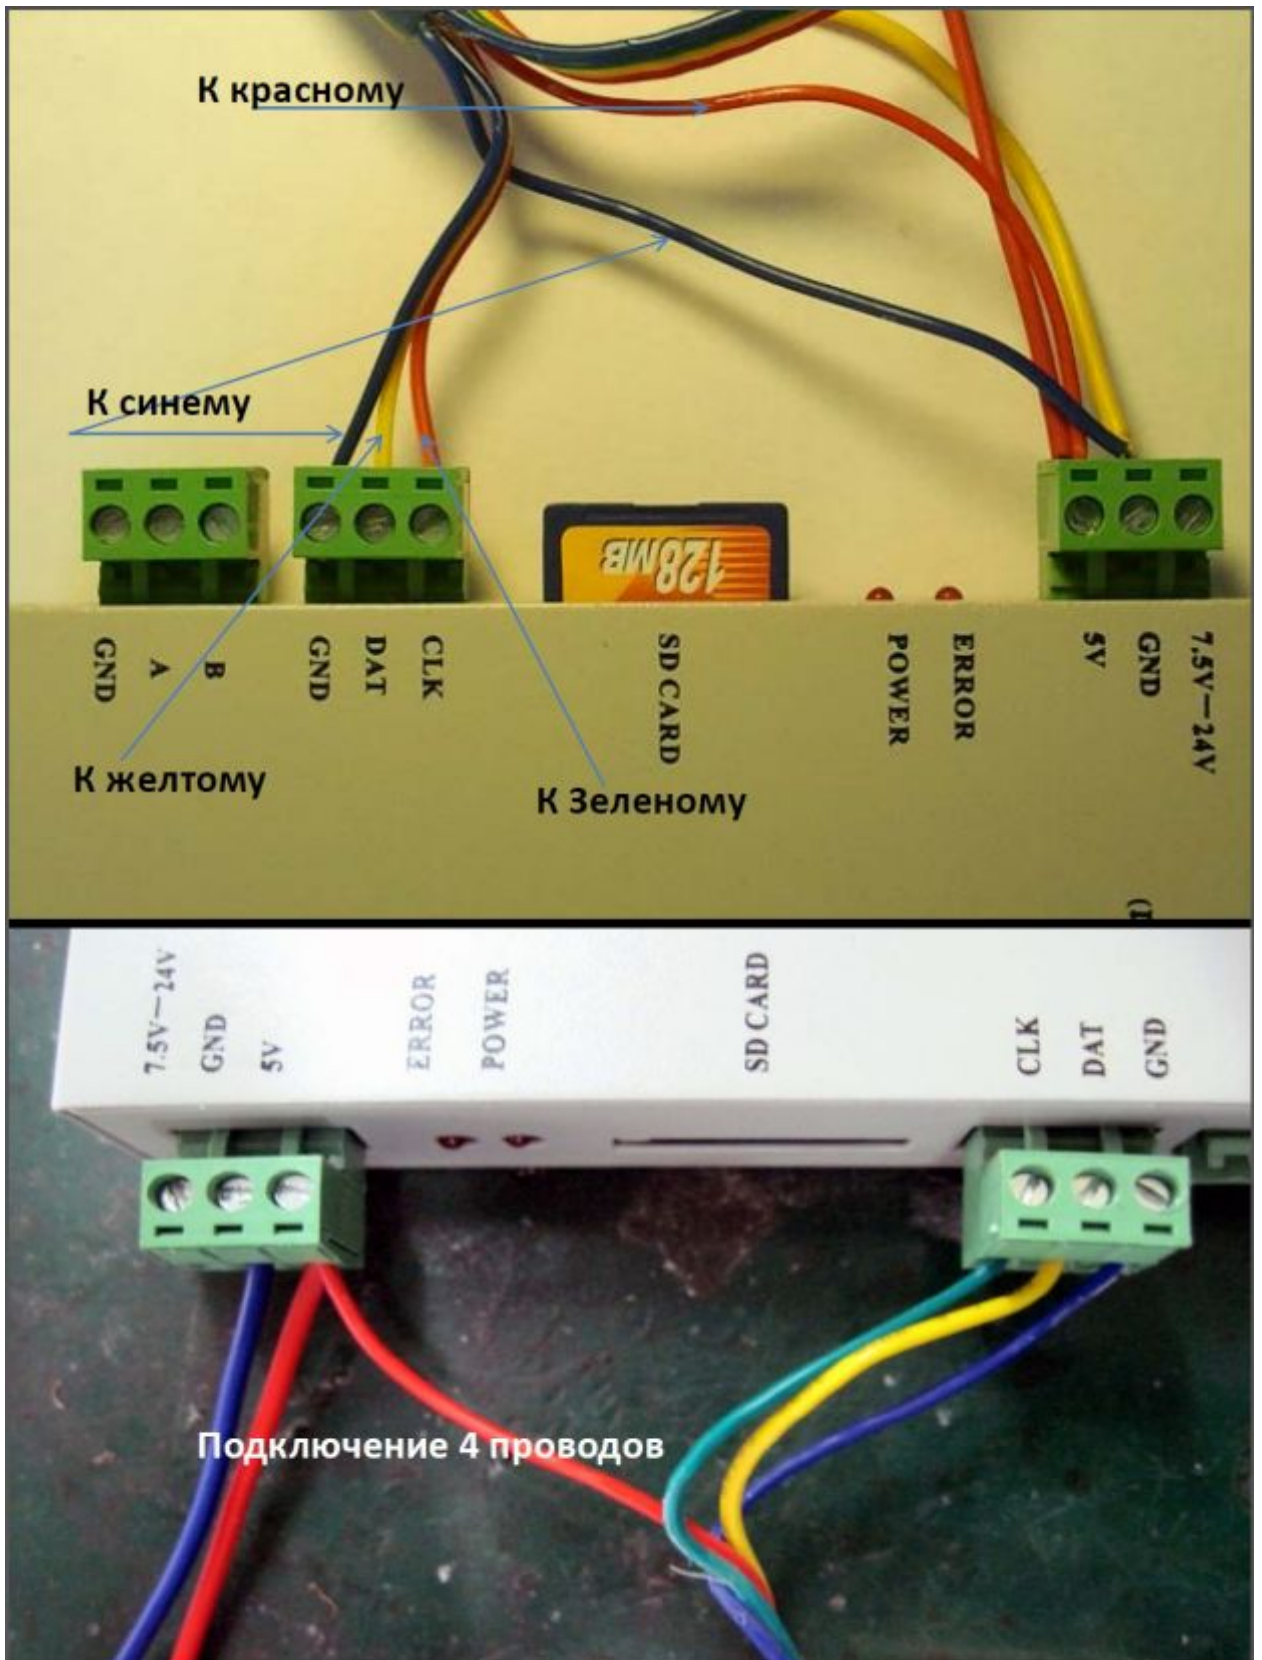 К красному
К синему
128MB
GND
A
B
GND
DAT
CLK
SD CARD
POWER
ERROR
5V
GND
7.5V—24V
К желтому
К Зеленому
7.5V—24V
GND
5V
ERROR
POWER
SD CARD
CLK
DAT
GND
Подключение 4 проводов